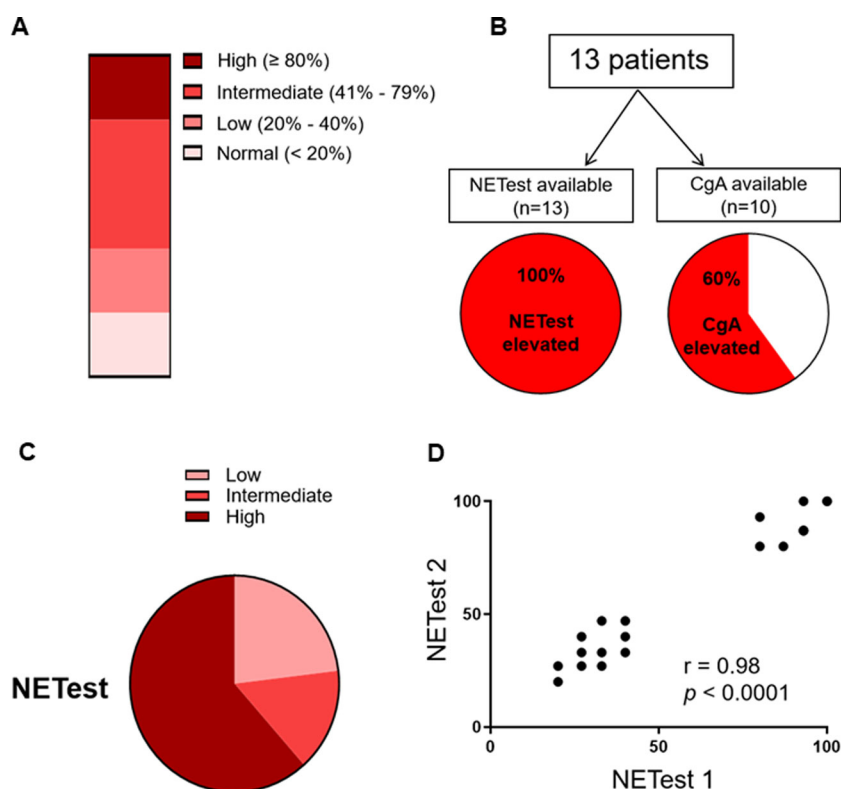 A
High (≥ 80%)
Intermediate (41% - 79%)
Low (20% - 40%)
Normal (< 20%)
B
13 patients
NETest available
(n=13)
CgA available
(n=10)
100%
NETest
elevated
60%
CgA
elevated
C
Low
Intermediate
High
NETest
D
100
50
0
NETest 2
r = 0.98
p < 0.0001
0
50
100
NETest 1